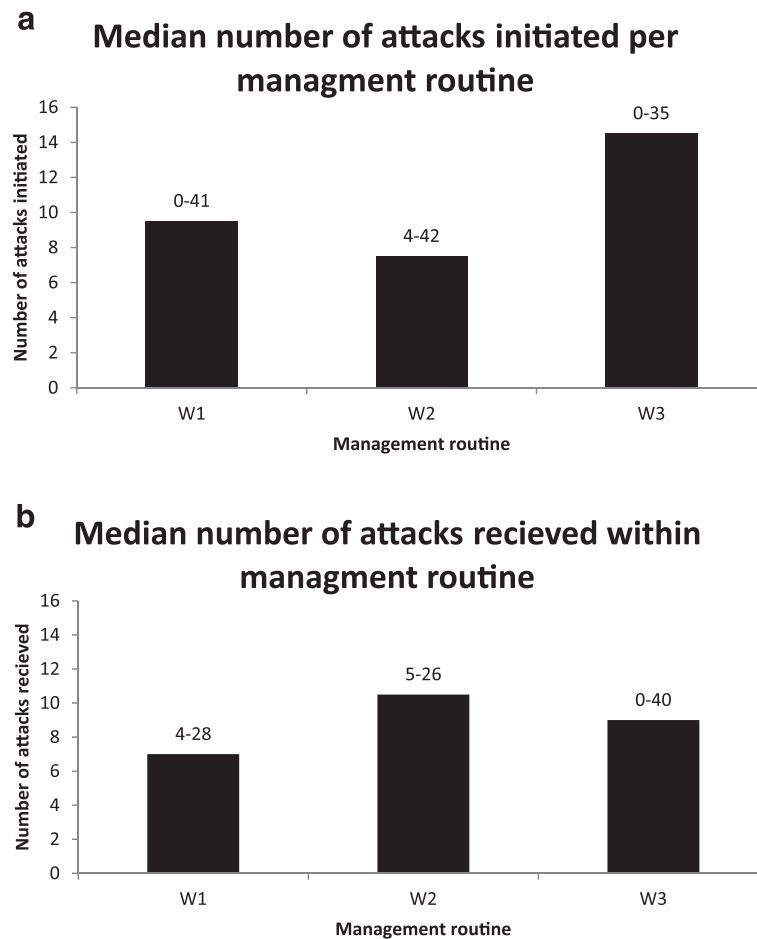 a
Median number of attacks initiated per
managment routine
Number of attacks initiated
16
14
12
10
8
6
4
2
0
0-41
4-42
0-35
W1 W2 W3
Management routine
b
Median number of attacks recieved within
managment routine
Number of attacks recieved
16
14
12
10
8
6
4
2
0
4-28
5-26
0-40
W1 W2 W3
Management routine